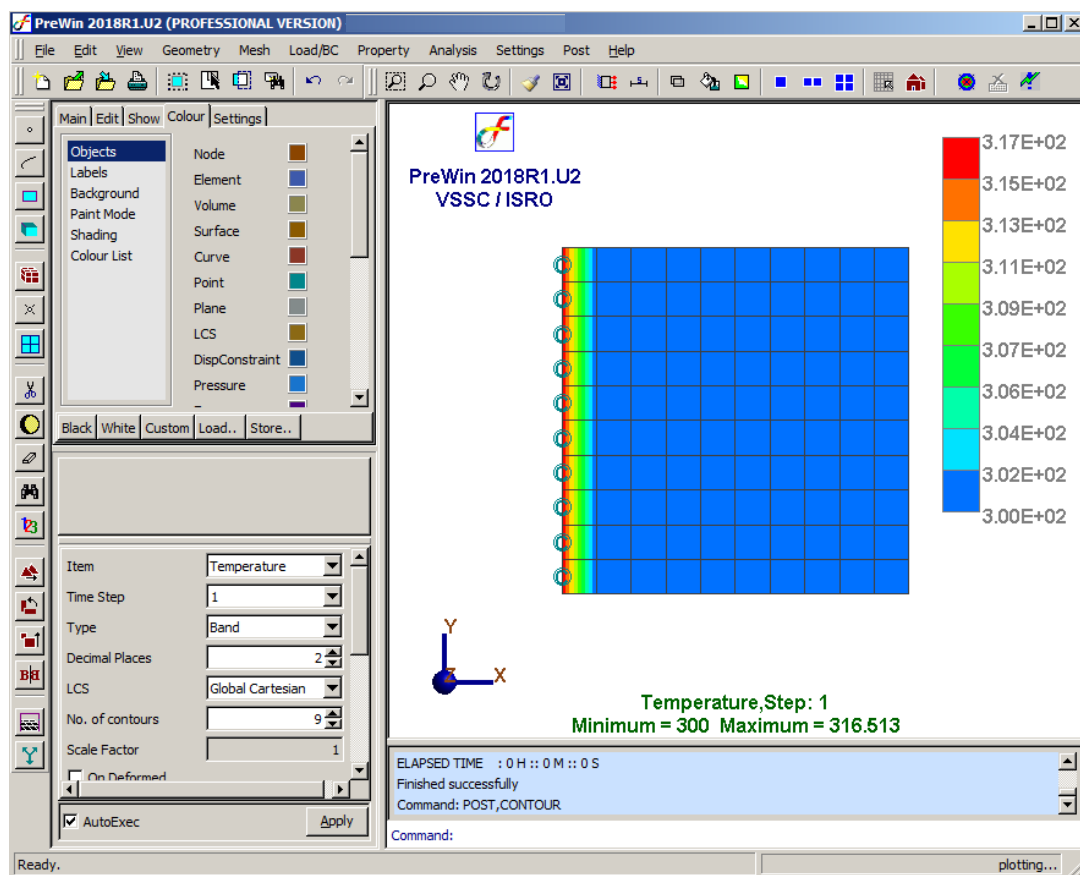 PreWin 2018R1.U2 (PROFESSIONAL VERSION)
File Edit View Geometry Mesh Load/BC Property Analysis Settings Post Help
Main Edit Show Colour Settings
Objects
Labels
Background
Paint Mode
Shading
Colour List
Node
Element
Volume
Surface
Curve
Point
Plane
LCS
DispConstraint
Pressure
Black White Custom Load.. Store..
123
Item Temperature
Time Step 1
Type Band
Decimal Places 2
LCS Global Cartesian
No. of contours 9
Scale Factor 1
On Deformed
AutoExec Apply
PreWin 2018R1.U2
VSSC / ISRO
3.17E+02
3.15E+02
3.13E+02
3.11E+02
3.09E+02
3.07E+02
3.06E+02
3.04E+02
3.02E+02
3.00E+02
Y
Z X
Temperature,Step: 1
Minimum = 300 Maximum = 316.513
ELAPSED TIME : 0 H :: 0 M :: 0 S
Finished successfully
Command: POST,CONTOUR
Command:
Ready. plotting...